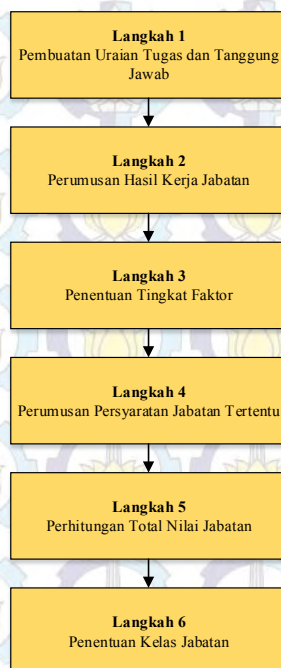 Langkah 1
Pembuatan Uraian Tugas dan Tanggung
Jawab
Langkah 2
Perumusan Hasil Kerja Jabatan
Langkah 3
Penentuan Tingkat Faktor
Langkah 4
Perumusan Persyaratan Jabatan Tertentu
Langkah 5
Perhitungan Total Nilai Jabatan
Langkah 6
Penentuan Kelas Jabatan